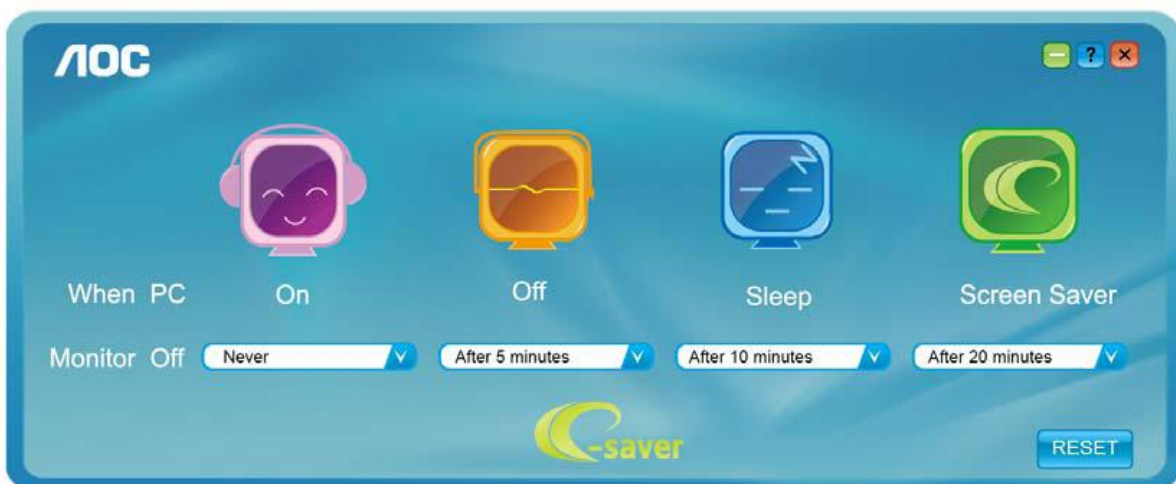 AOC
?
When PC On Off Sleep Screen Saver
Monitor Off Never After 5 minutes After 10 minutes After 20 minutes
e-saver
RESET